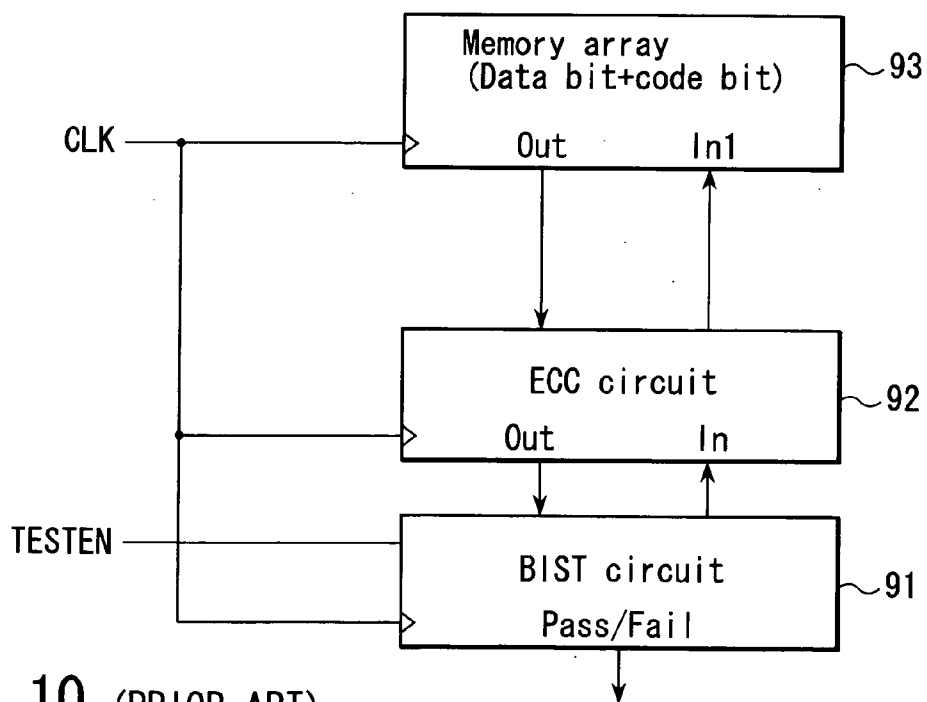 Memory array
(Data bit+code bit)
93
CLK
Out In1
ECC circuit
92
Out In
TESTEN
BIST circuit
91
Pass/Fail
10 (PRIOR ART)